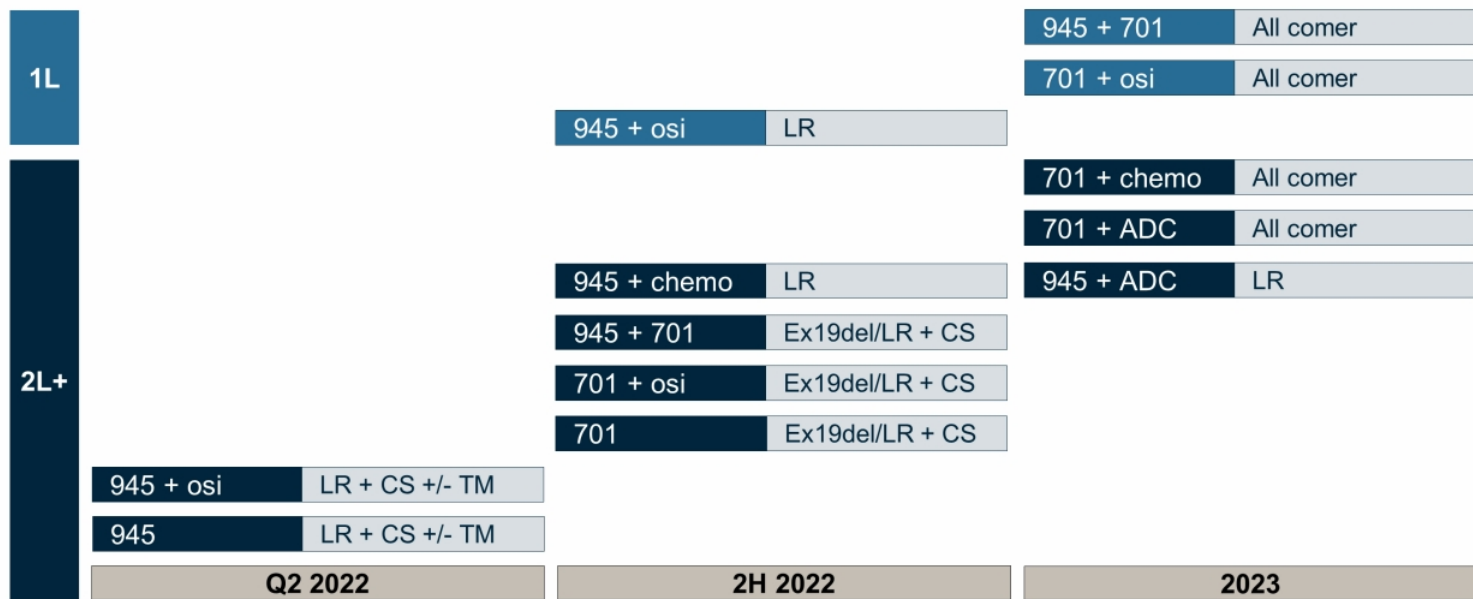 1L
945 + 701 All comer
701 + osi All comer
945 + osi LR
2L+
701 + chemo All comer
701 + ADC All comer
945 + chemo LR
945 + ADC LR
945 + 701 Ex19del/LR + CS
701 + osi Ex19del/LR + CS
701 Ex19del/LR + CS
945 + osi LR + CS +/- TM
945 LR + CS +/- TM
Q2 2022 2H 2022 2023